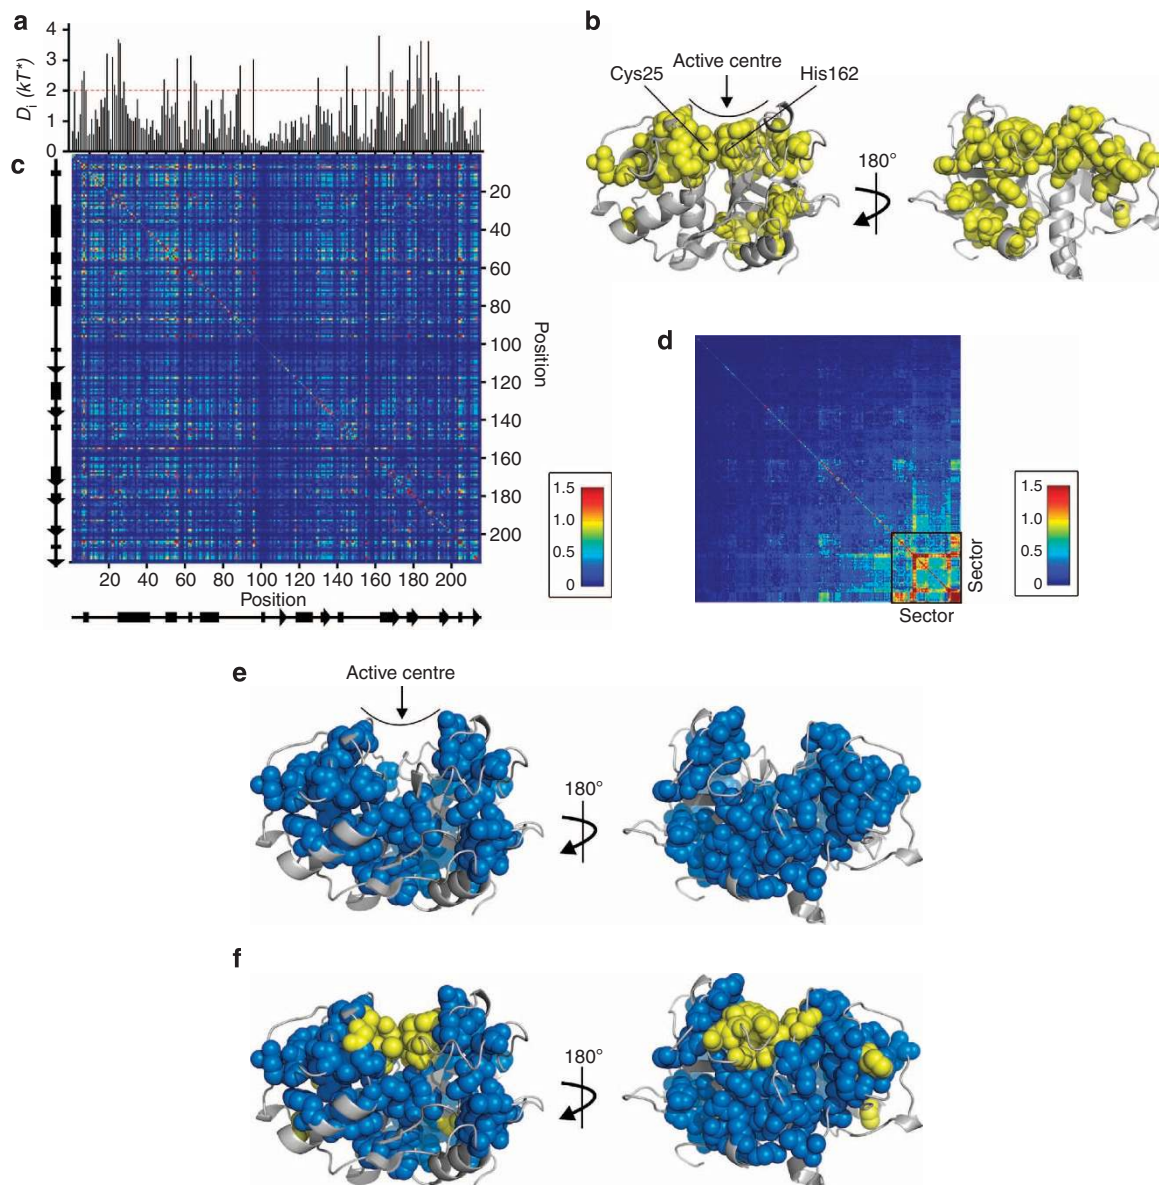 a
4
3
2
1
0
Di (kT*)
b
Active centre
Cys25
His162
180°
c
20
40
60
80
100
120
140
160
180
200
Position
20 40 60 80 100 120 140 160 180 200
Position
1.5
1.0
0.5
0
d
Sector
Sector
1.5
1.0
0.5
0
e
Active centre
180°
f
180°